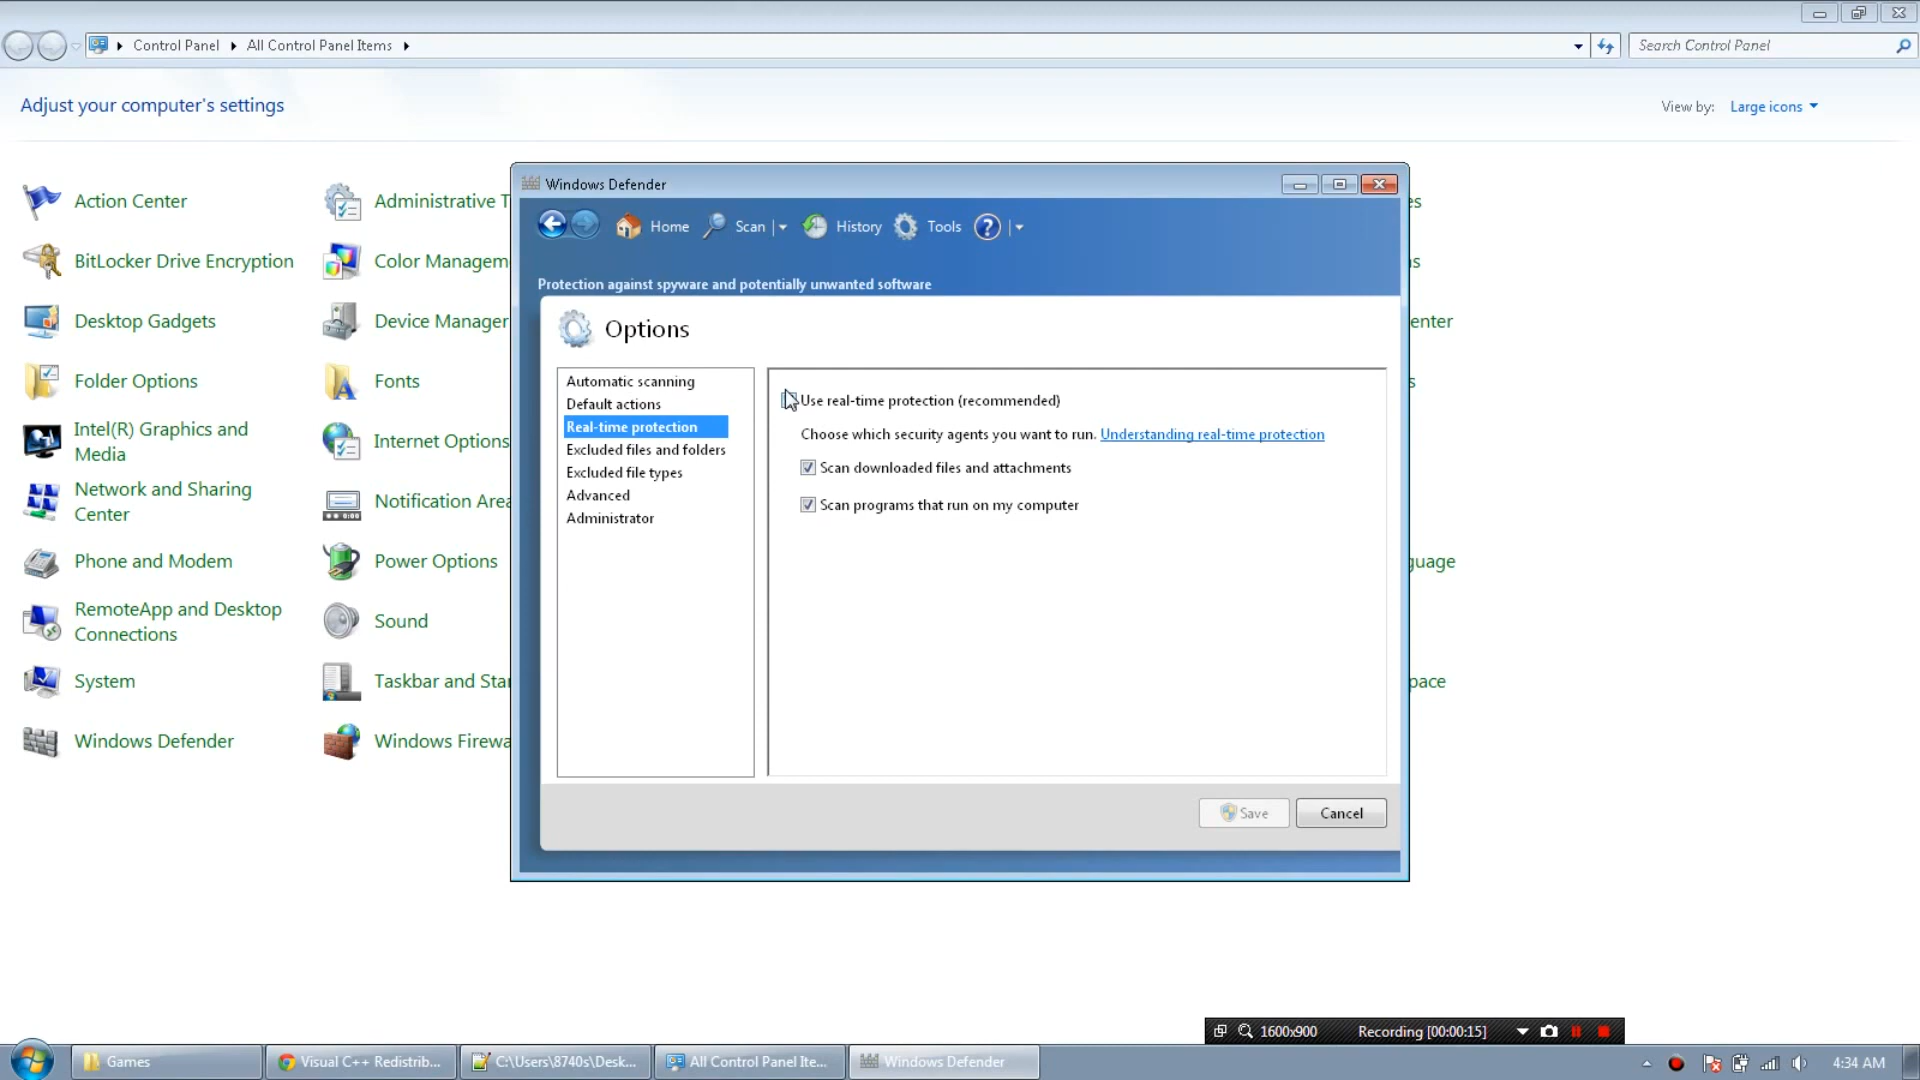 Control Panel
All Control Panel Items
Search Control Panel
Adjust your computer's settings
View by:
Large icons
Action Center
Administrative T
es
BitLocker Drive Encryption
Color Managem
ns
Desktop Gadgets
Device Manager
enter
Folder Options
Fonts
s
Intel(R) Graphics and
Media
Internet Options
Network and Sharing
Center
Notification Area
Phone and Modem
Power Options
guage
RemoteApp and Desktop
Connections
Sound
System
Taskbar and Star
pace
Windows Defender
Windows Firewa
Windows Defender
Home
Scan
History
Tools
?
Protection against spyware and potentially unwanted software
Options
Automatic scanning
Default actions
Real-time protection
Excluded files and folders
Excluded file types
Advanced
Administrator
Use real-time protection (recommended)
Choose which security agents you want to run. Understanding real-time protection
Scan downloaded files and attachments
Scan programs that run on my computer
Save
Cancel
1600x900
Recording [00:00:15]
Games
Visual C++ Redistrib...
C:\Users\8740s\Desk...
All Control Panel Ite...
Windows Defender
4:34 AM